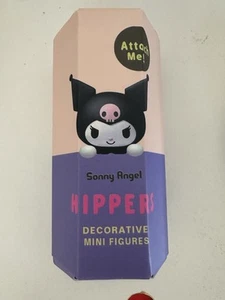 Attach
Me!
Sonny Angel
HIPPERS
DECORATIVE
MINI FIGURES